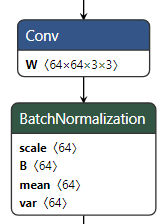 Conv
W 〈64×64×3×3〉
BatchNormalization
scale 〈64〉
B 〈64〉
mean 〈64〉
var 〈64〉